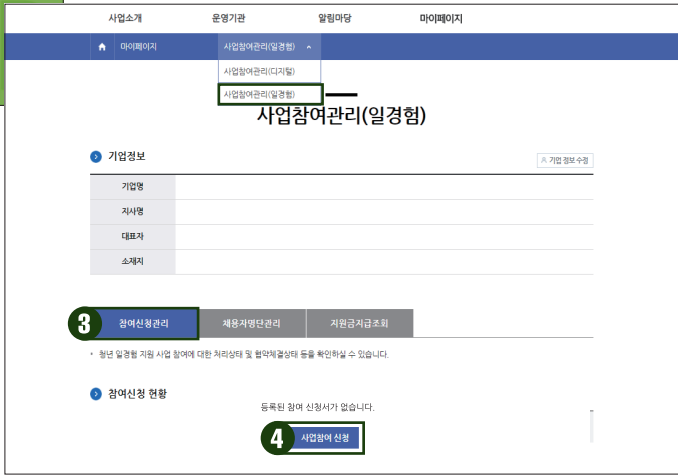 사업소개 운영기관 알림마당 마이페이지
마이페이지 사업참여관리(일경험)
사업참여관리(디지털)
사업참여관리(일경험)
사업참여관리(일경험)
기업정보 기업 정보 수정
기업명
지사명
대표자
소재지
3 참여신청관리 채용자명단관리 지원금지급조회
• 청년 일경험 지원 사업 참여에 대한 처리상태 및 협약체결상태 등을 확인하실 수 있습니다.
참여신청 현황
등록된 참여 신청서가 없습니다.
4 사업참여 신청